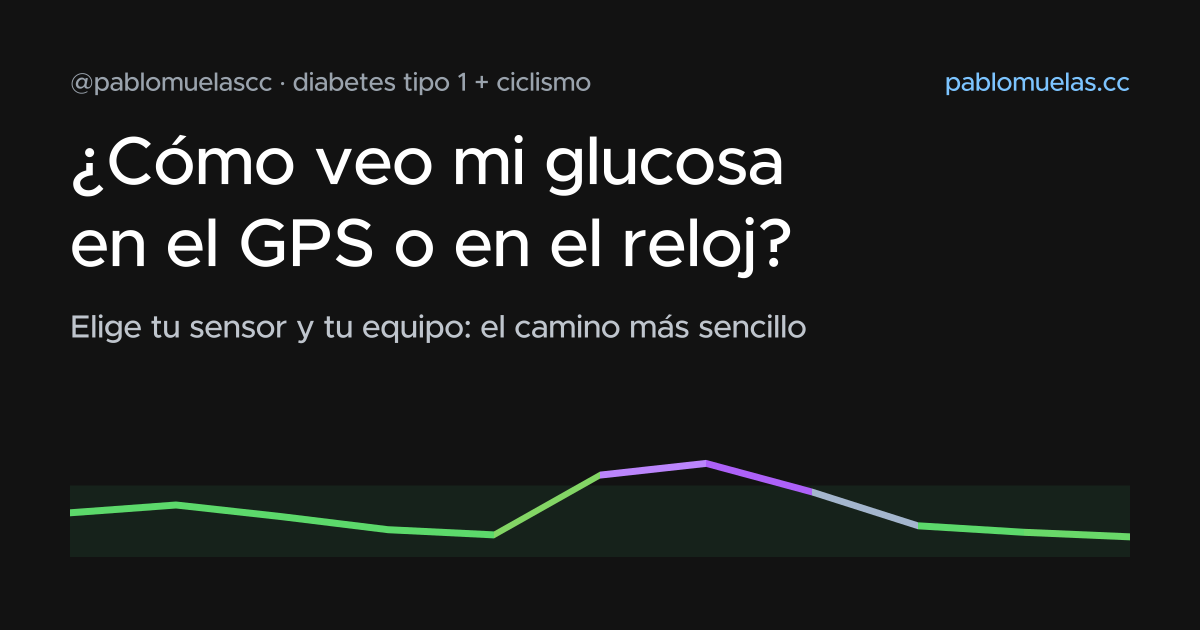 @pablomuelascc · diabetes tipo 1 + ciclismo
pablomuelas.cc
¿Cómo veo mi glucosa
en el GPS o en el reloj?
Elige tu sensor y tu equipo: el camino más sencillo